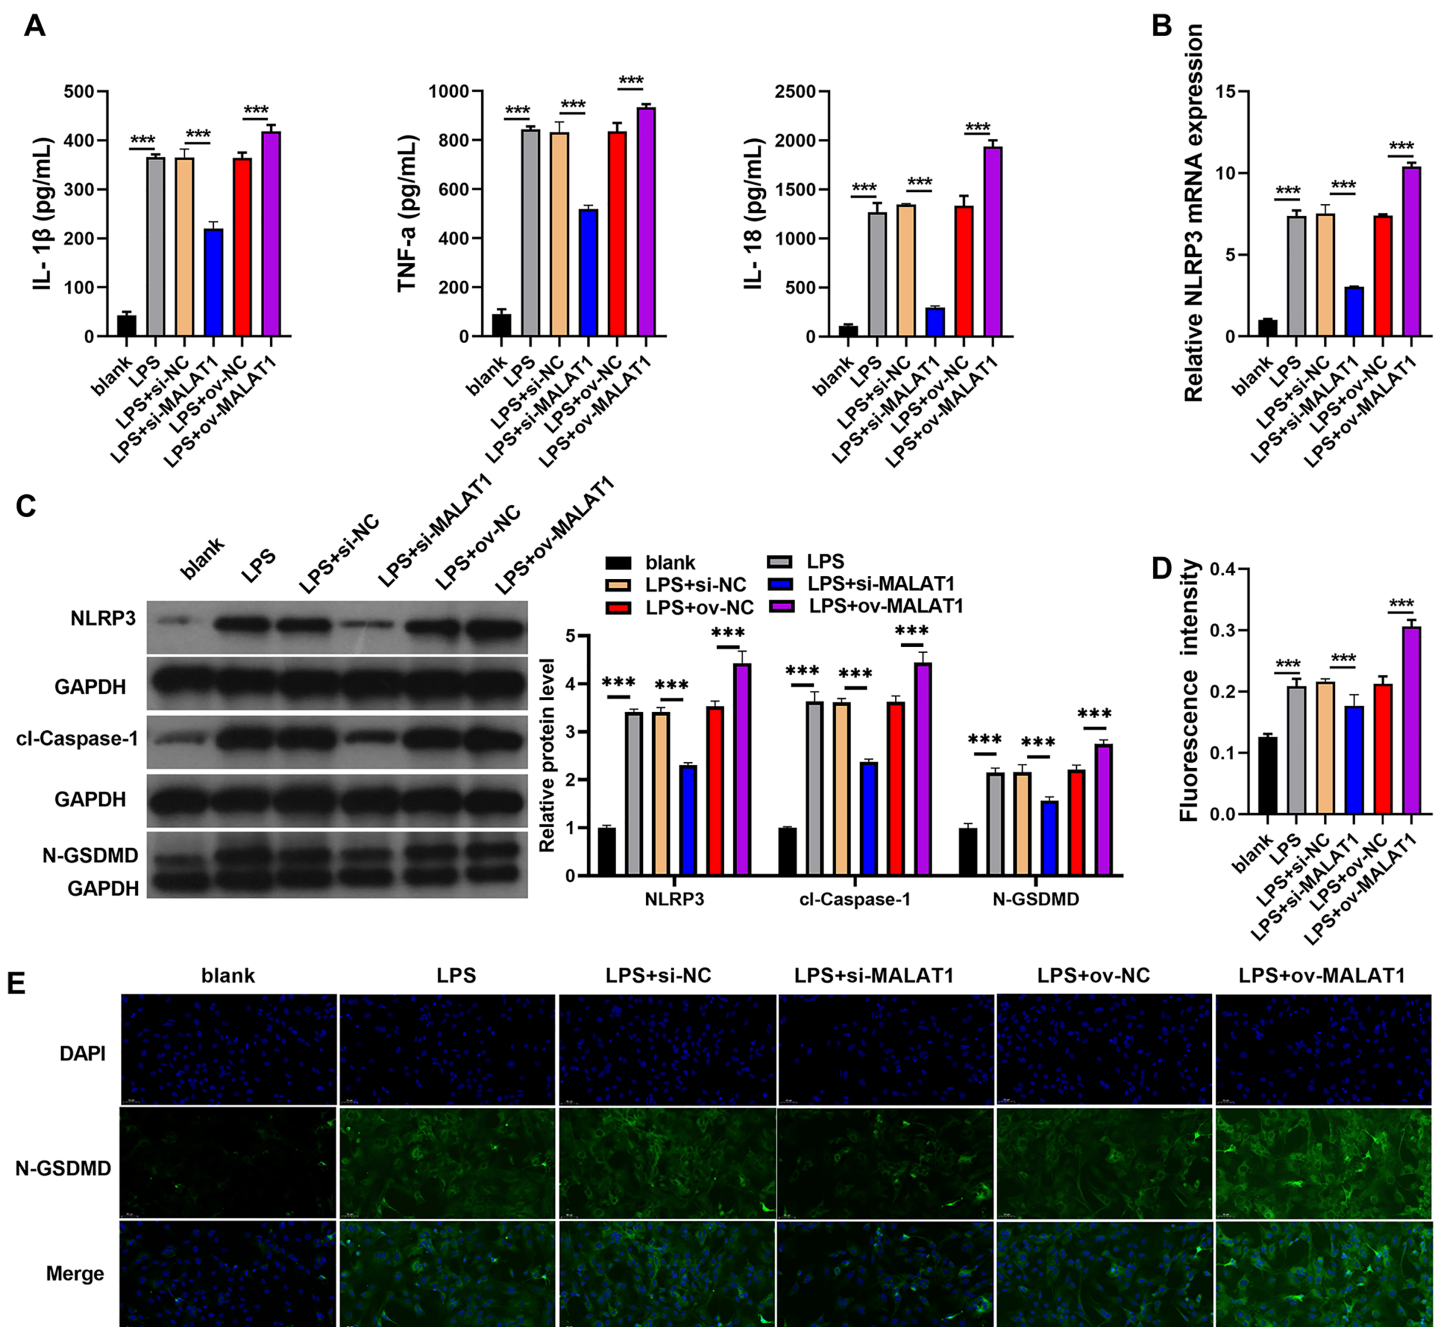 A
B
IL- 1β (pg/mL)
500
400
300
200
100
0
***
***
***
blank
LPS
LPS+si-NC
LPS+si-MALAT1
LPS+ov-NC
LPS+ov-MALAT1
TNF-a (pg/mL)
1000
800
600
400
200
0
***
***
***
blank
LPS
LPS+si-NC
LPS+si-MALAT1
LPS+ov-NC
LPS+ov-MALAT1
IL- 18 (pg/mL)
2500
2000
1500
1000
500
0
***
***
***
blank
LPS
LPS+si-NC
LPS+si-MALAT1
LPS+ov-NC
LPS+ov-MALAT1
Relative NLRP3 mRNA expression
15
10
5
0
***
***
***
blank
LPS
LPS+si-NC
LPS+si-MALAT1
LPS+ov-NC
LPS+ov-MALAT1
C
blank
LPS
LPS+si-NC
LPS+si-MALAT1
LPS+ov-NC
LPS+ov-MALAT1
NLRP3
GAPDH
cl-Caspase-1
GAPDH
N-GSDMD
GAPDH
blank
LPS
LPS+si-NC
LPS+si-MALAT1
LPS+ov-NC
LPS+ov-MALAT1
Relative protein level
5
4
3
2
1
0
***
***
***
***
***
***
***
***
***
NLRP3
cl-Caspase-1
N-GSDMD
D
Fluorescence intensity
0.4
0.3
0.2
0.1
0.0
***
***
***
blank
LPS
LPS+si-NC
LPS+si-MALAT1
LPS+ov-NC
LPS+ov-MALAT1
E
blank
LPS
LPS+si-NC
LPS+si-MALAT1
LPS+ov-NC
LPS+ov-MALAT1
DAPI
N-GSDMD
Merge